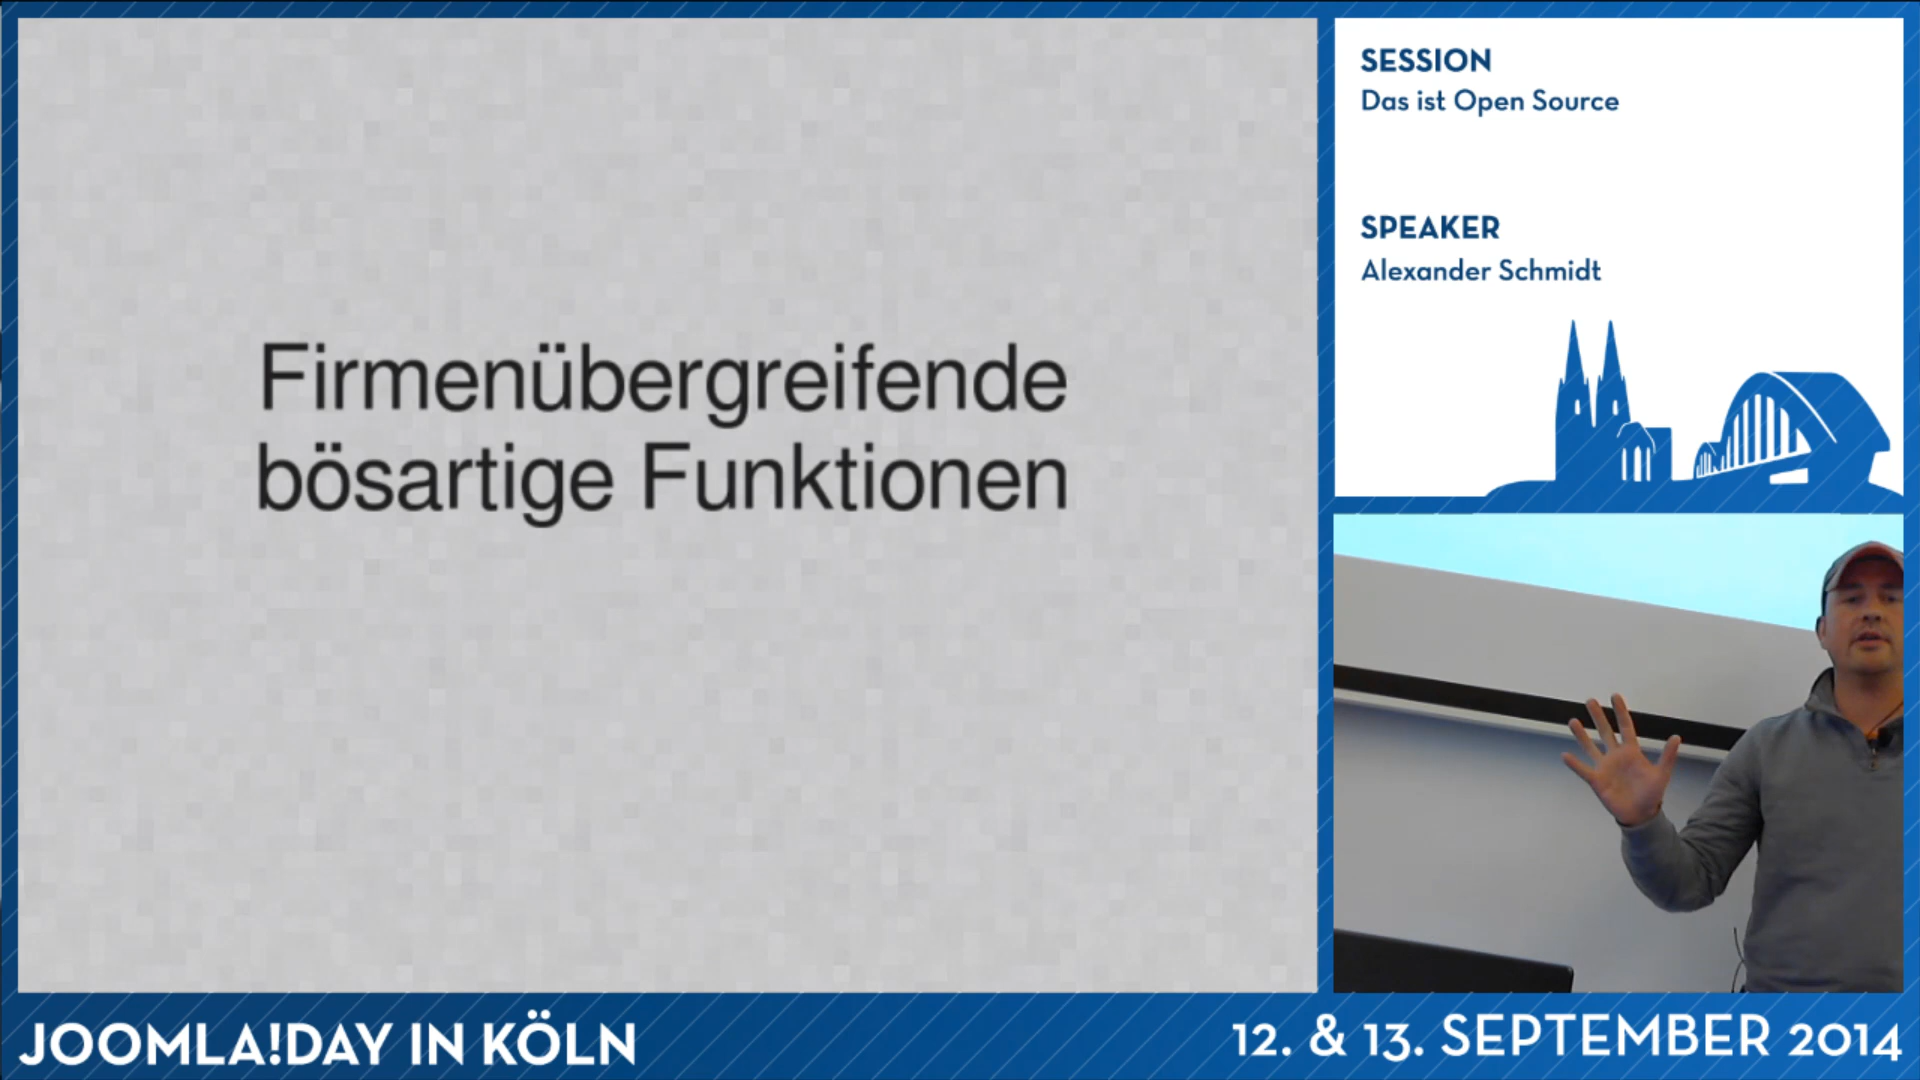 Firmenübergreifende
bösartige Funktionen
SESSION
Das ist Open Source
SPEAKER
Alexander Schmidt
JOOMLA!DAY IN KÖLN
12. & 13. SEPTEMBER 2014